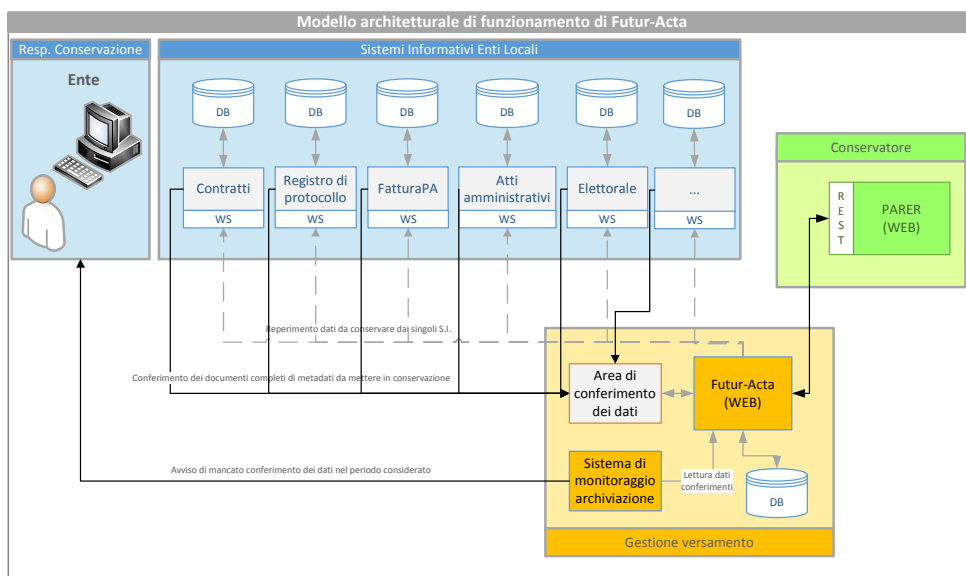 Modello architetturale di funzionamento di Futur-Acta
Resp. Conservazione
Sistemi Informativi Enti Locali
Ente
DB
DB
DB
DB
DB
DB
Contratti
WS
Registro di
protocollo
WS
FatturaPA
WS
Atti
amministrativi
WS
Elettorale
WS
...
WS
Conservatore
REST
PARER
(WEB)
Reperimento dati da conservare dai singoli S.I.
Conferimento dei documenti completi di metadati da mettere in conservazione
Area di
conferimento
dei dati
Futur-Acta
(WEB)
Avviso di mancato conferimento dei dati nel periodo considerato
Sistema di
monitoraggio
archiviazione
Lettura dati
conferimenti
DB
Gestione versamento